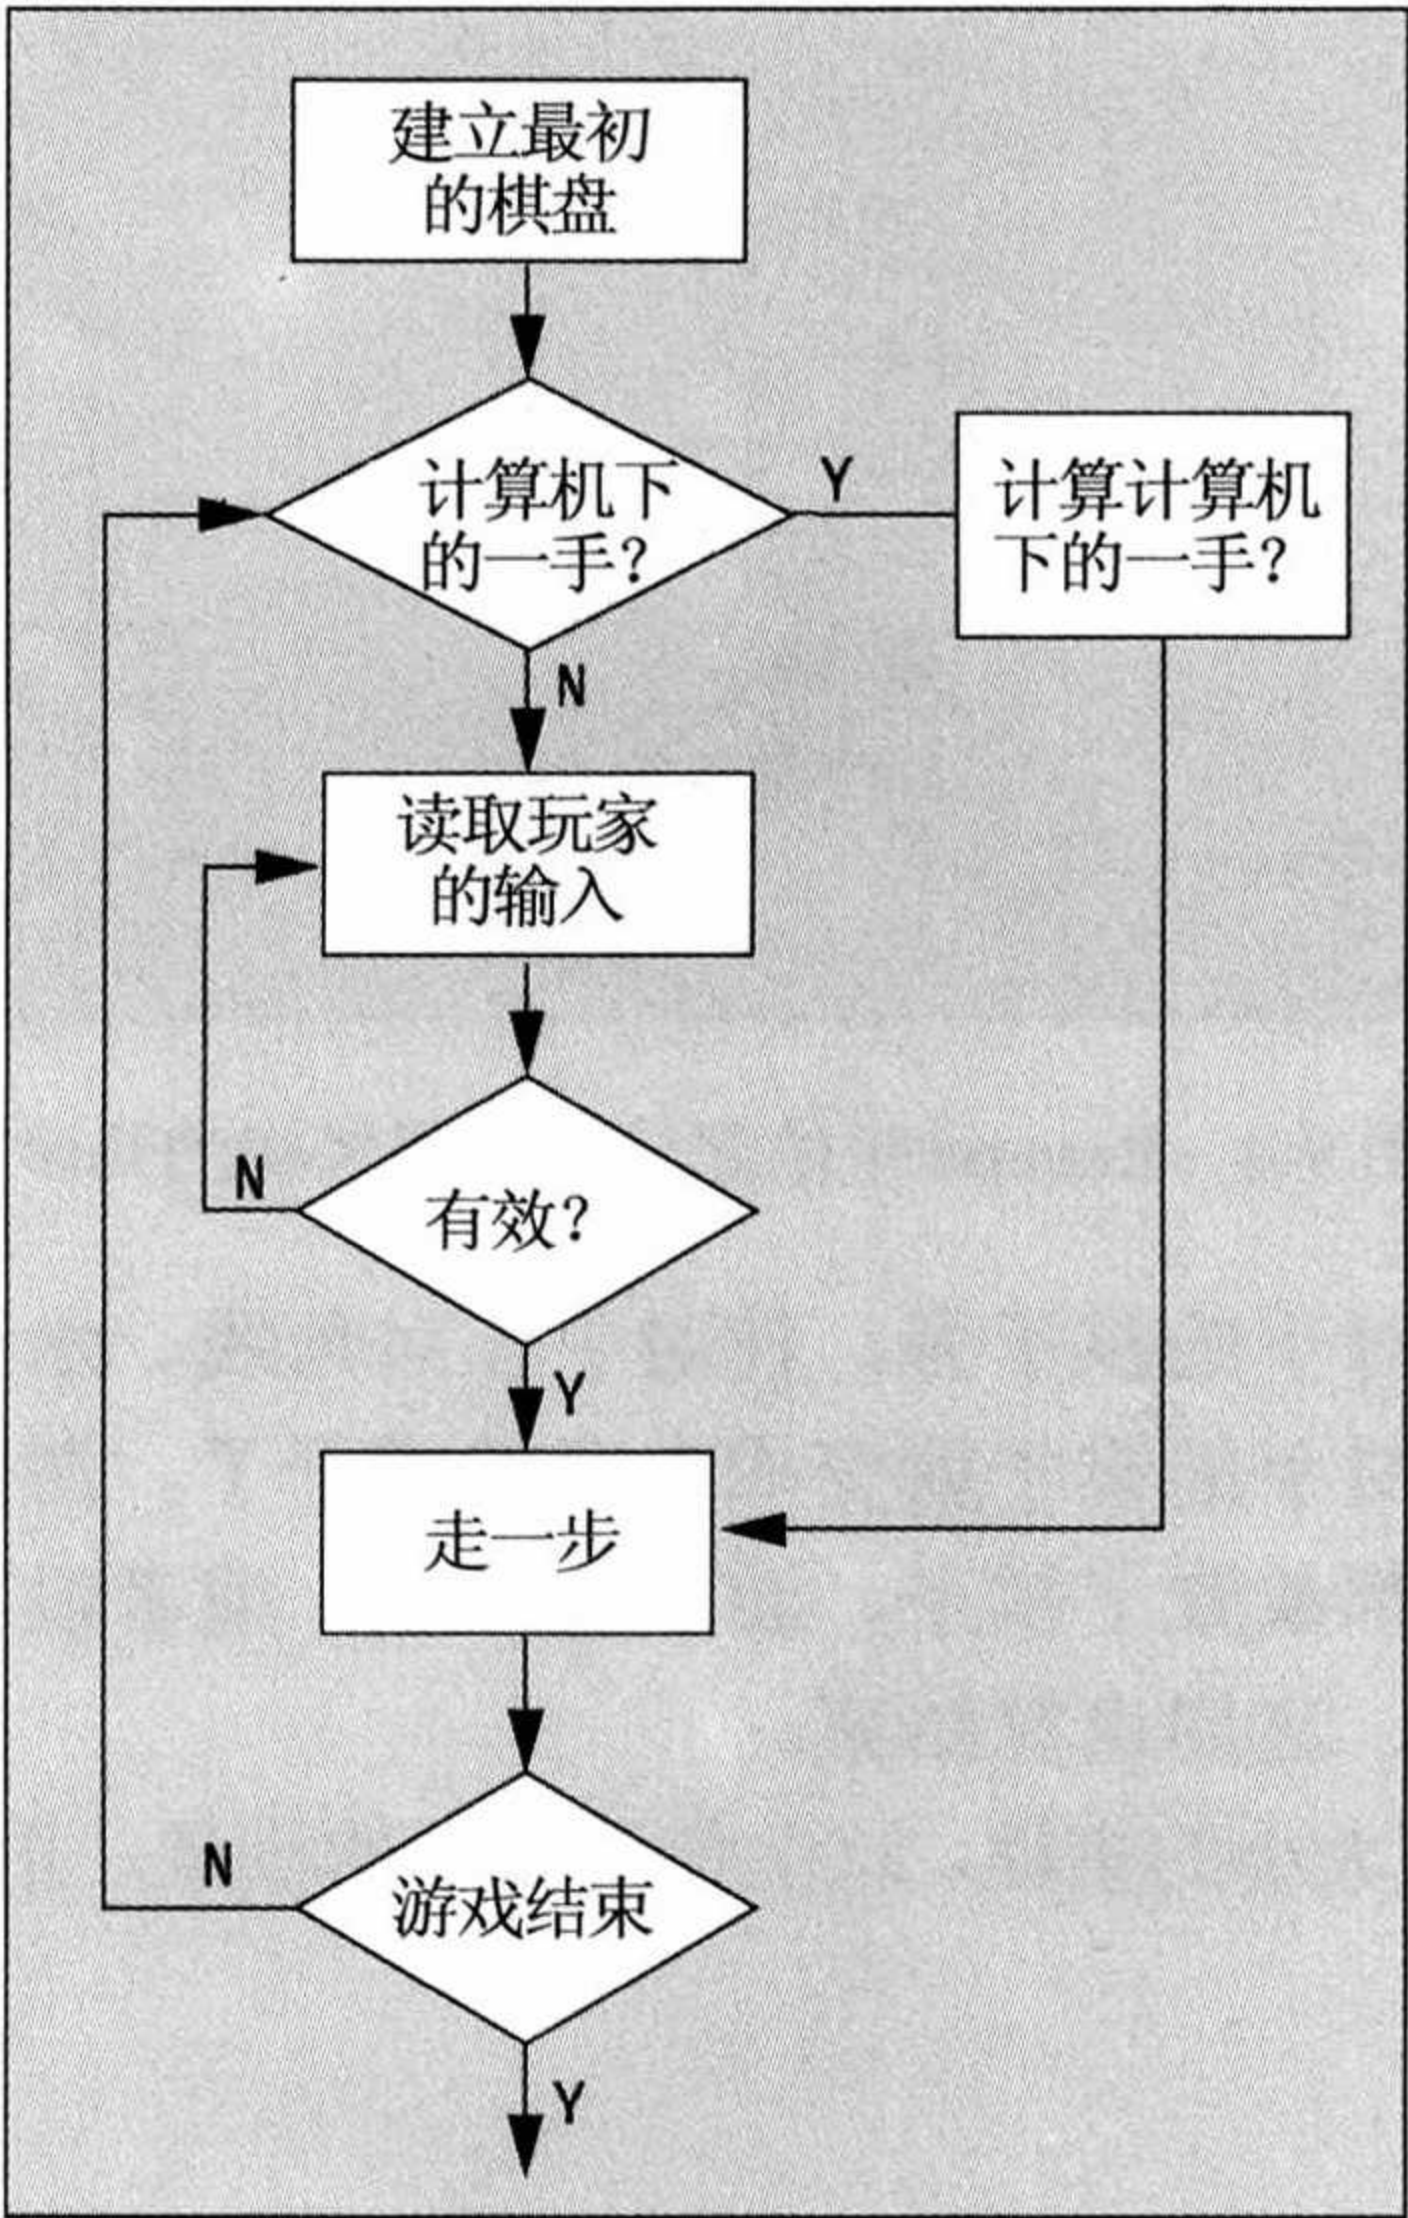 建立最初
的棋盘
计算机下
的一手?
Y
计算计算机
下的一手?
N
读取玩家
的输入
N
有效?
Y
走一步
N
游戏结束
Y